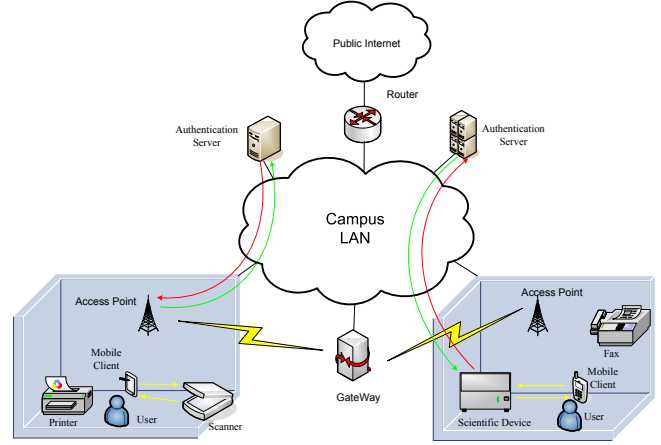 Public Internet
Router
Authentication
Server
Authentication
Server
Campus
LAN
Access Point
Access Point
Mobile
Client
Fax
Mobile
Client
GateWay
Printer
User
Scanner
Scientific Device
User